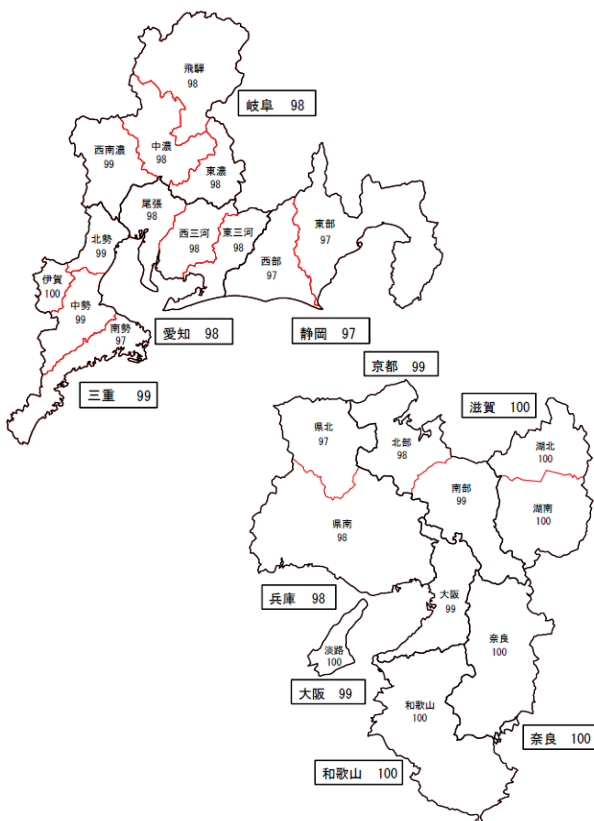 飛騨
98
岐阜 98
西南濃
99
中濃
98
東濃
98
尾張
98
西三河
98
東三河
98
東部
97
西部
97
北勢
99
伊賀
100
中勢
99
南勢
97
愛知 98
静岡 97
三重 99
京都 99
滋賀 100
県北
97
北部
98
湖北
100
南部
99
湖南
100
県南
98
兵庫 98
大阪
99
奈良
100
淡路
100
大阪 99
和歌山
100
奈良 100
和歌山 100